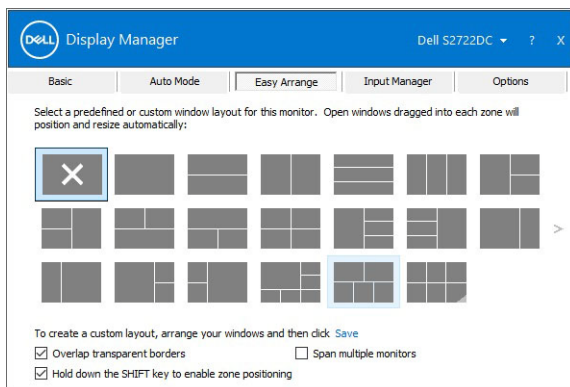 DELL Display Manager Dell S2722DC ? X
Basic Auto Mode Easy Arrange Input Manager Options
Select a predefined or custom window layout for this monitor. Open windows dragged into each zone will
position and resize automatically:
>
To create a custom layout, arrange your windows and then click Save
Overlap transparent borders Span multiple monitors
Hold down the SHIFT key to enable zone positioning